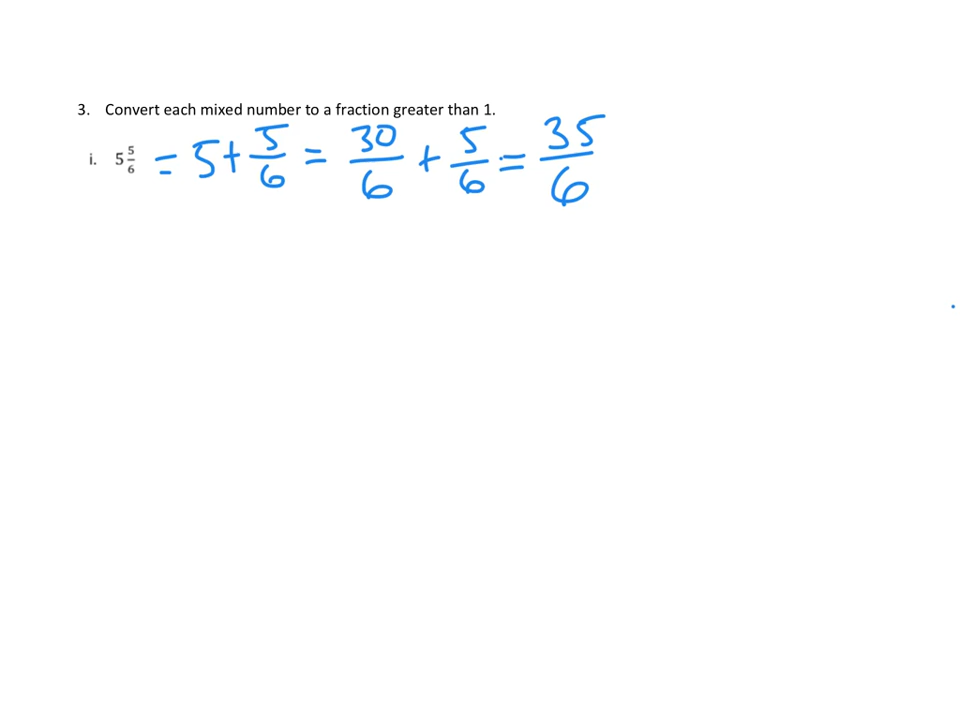 3. Convert each mixed number to a fraction greater than 1.
i. 5 5/6 = 5 + 5/6 = 30/6 + 5/6 = 35/6